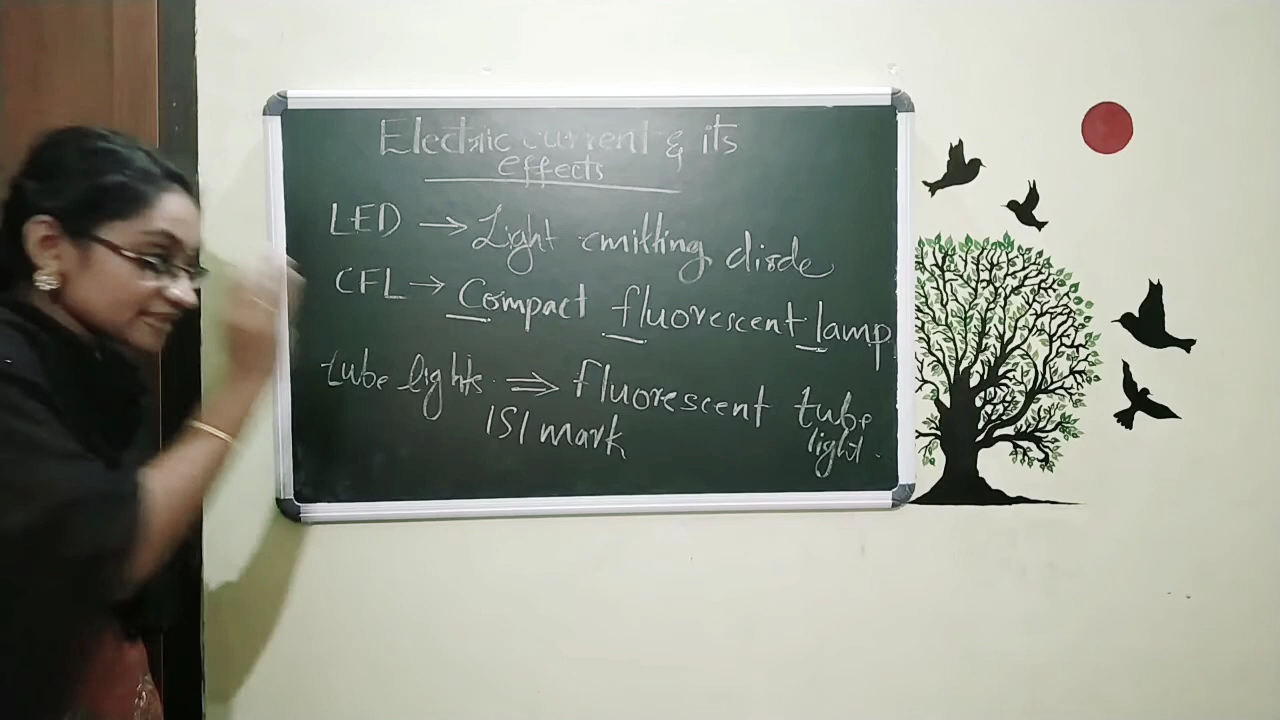 Electric current & its
effects
LED → Light emitting diode
CFL → Compact fluorescent lamp
tube lights ⇒ fluorescent tube
light.
ISI mark